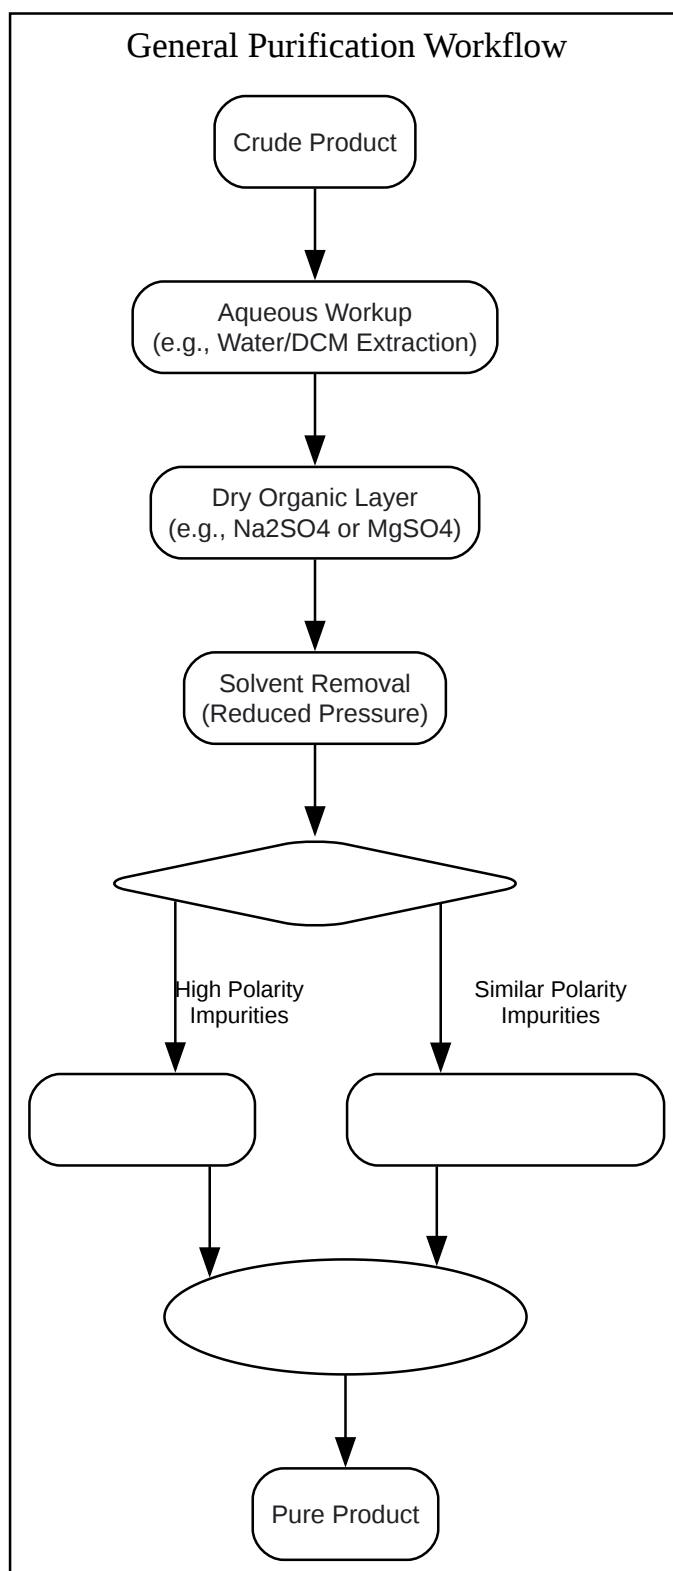 General Purification Workflow
Crude Product
Aqueous Workup
(e.g., Water/DCM Extraction)
Dry Organic Layer
(e.g., Na2SO4 or MgSO4)
Solvent Removal
(Reduced Pressure)
High Polarity
Impurities
Similar Polarity
Impurities
Pure Product